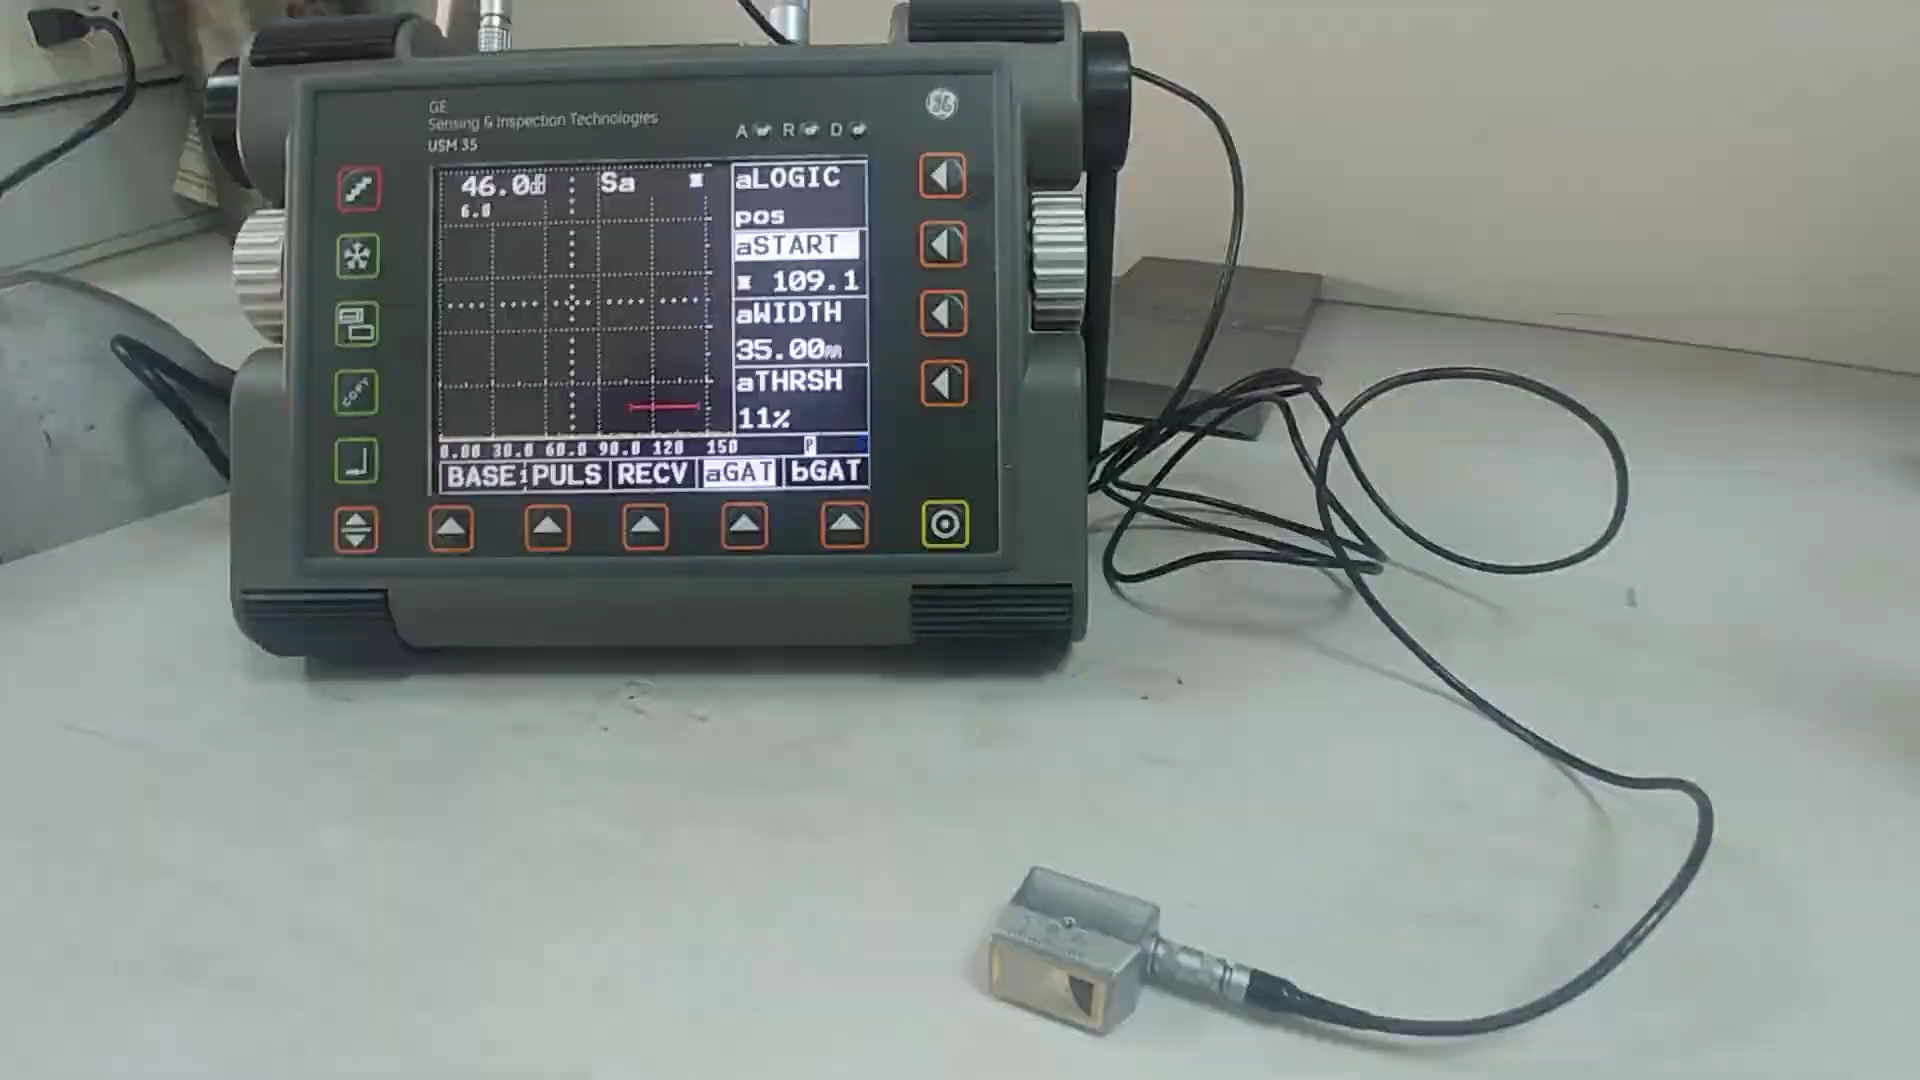 GE
Sensing & Inspection Technologies
USM 35
A R D
46.0dB
6.0
Sa
aLOGIC
pos
aSTART
109.1
aWIDTH
35.00mm
aTHRSH
11%
0.00 30.0 60.0 90.0 120 150 P
BASE PULS RECV aGAT bGAT
COPY